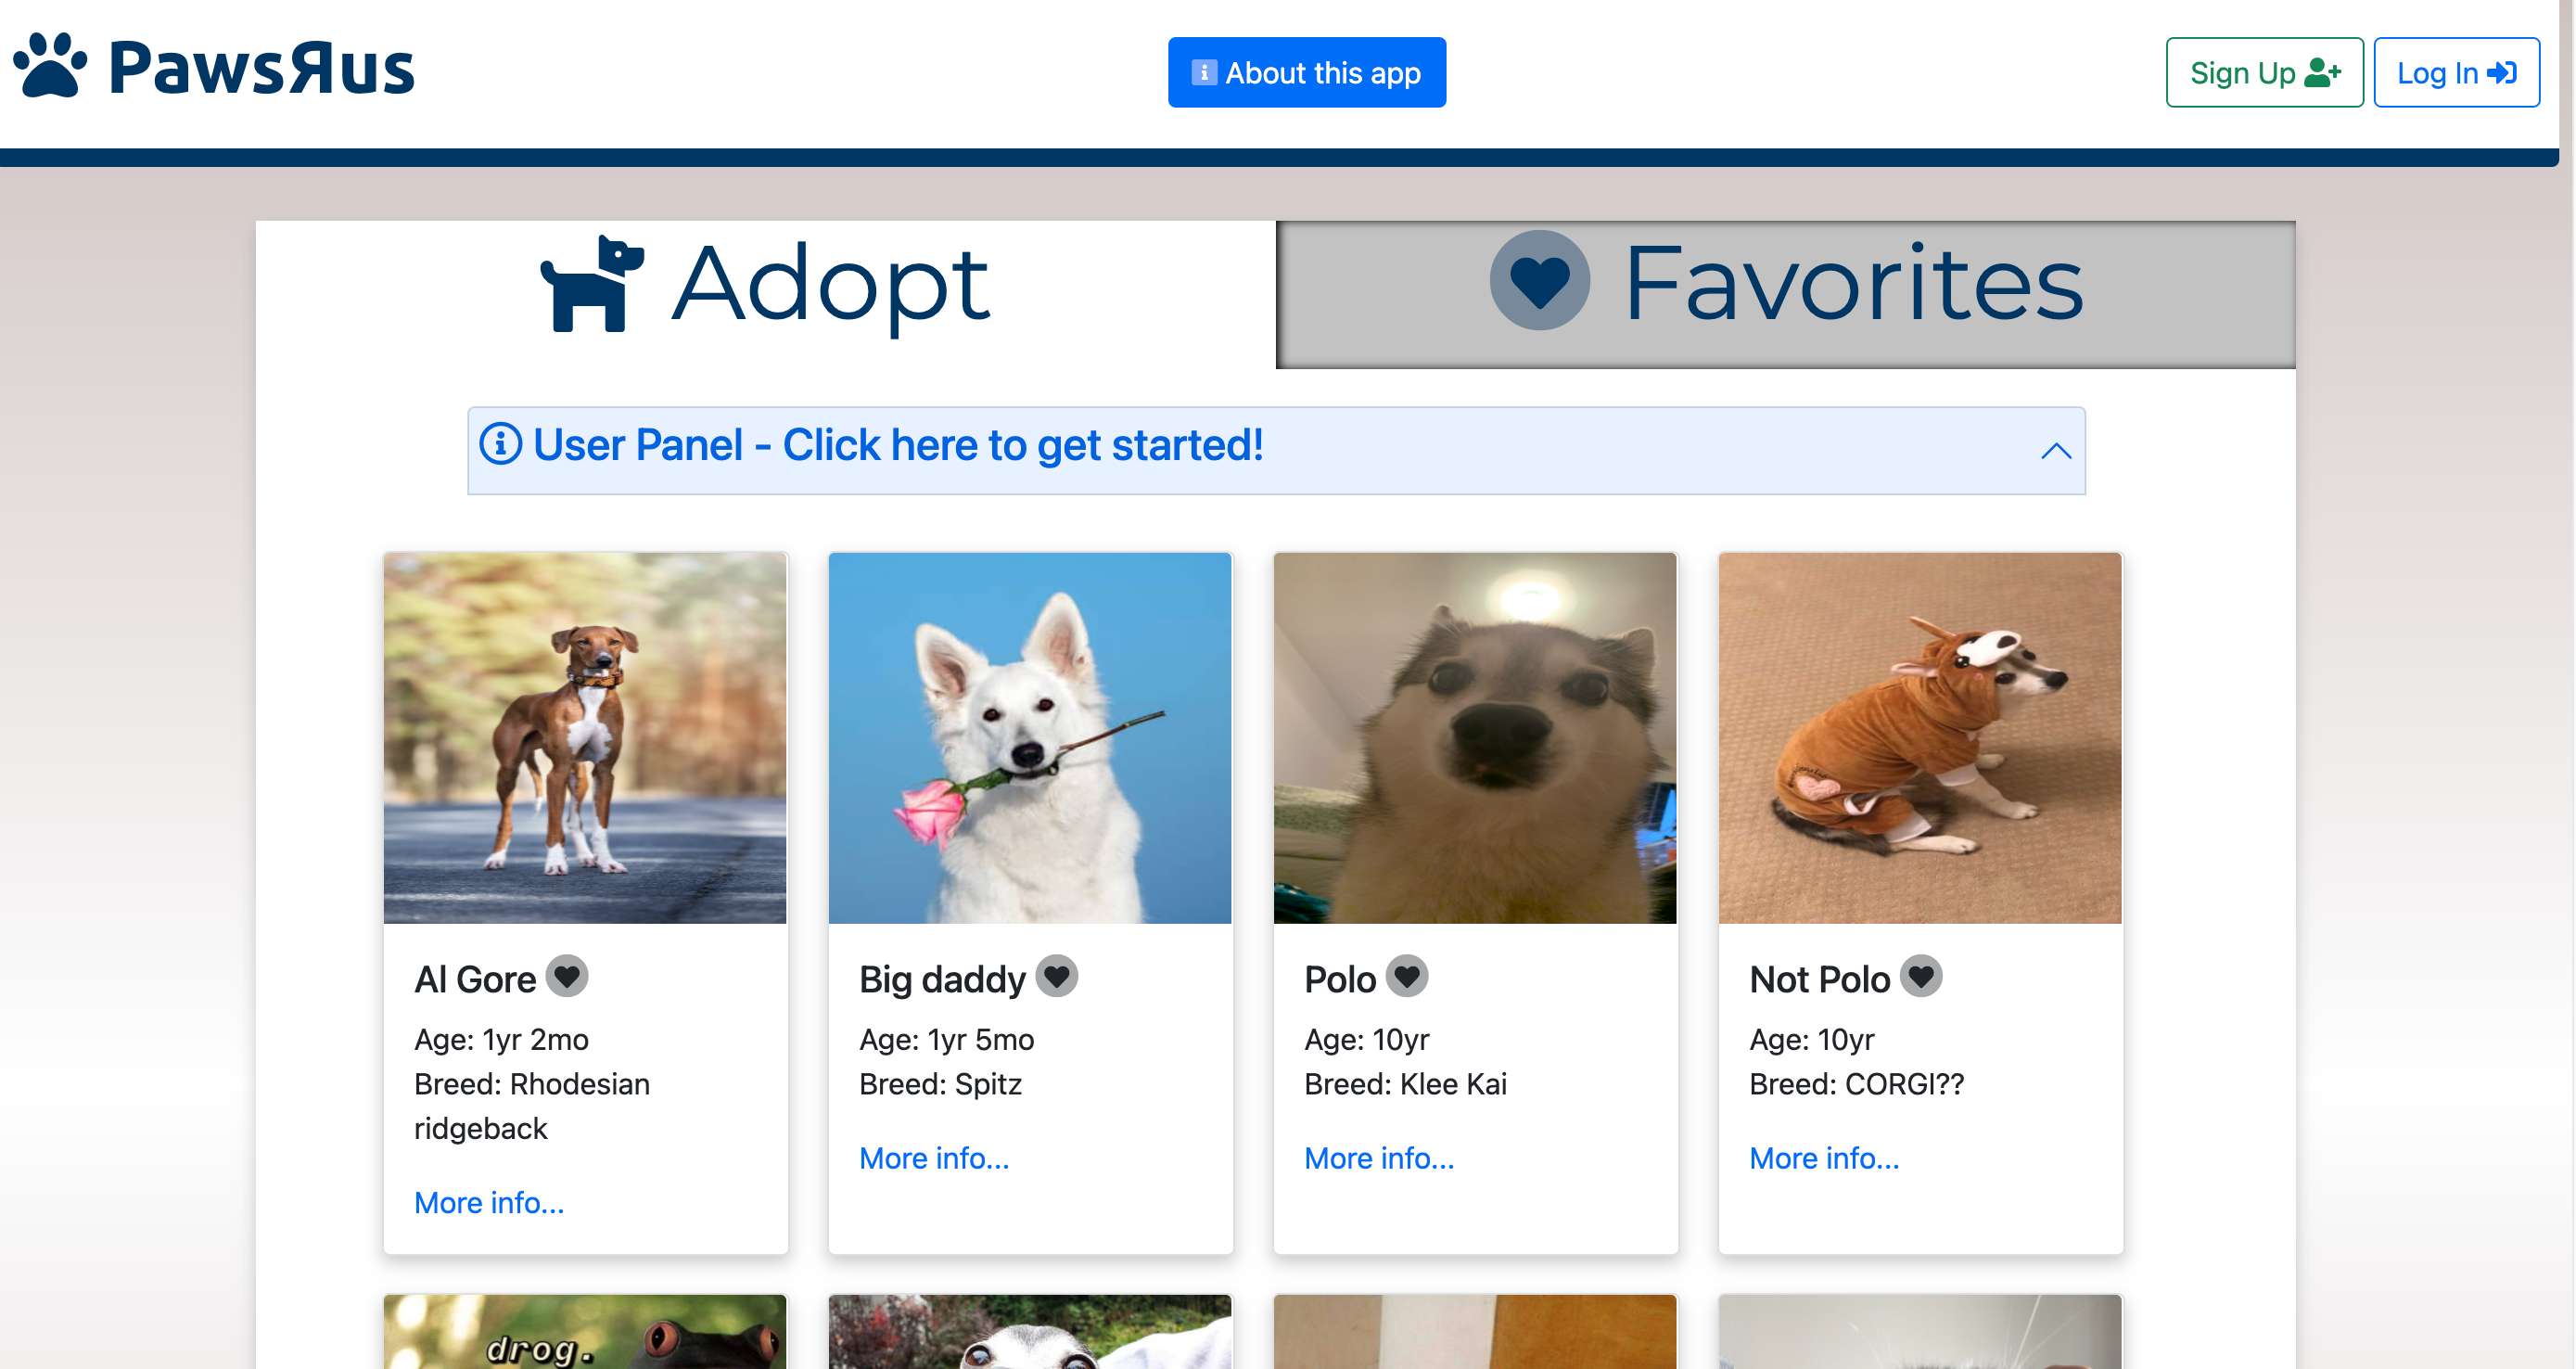 PawsЯus
About this app
Sign Up
Log In
Adopt
Favorites
User Panel - Click here to get started!
Al Gore
Age: 1yr 2mo
Breed: Rhodesian
ridgeback
More info...
Big daddy
Age: 1yr 5mo
Breed: Spitz
More info...
Polo
Age: 10yr
Breed: Klee Kai
More info...
Not Polo
Age: 10yr
Breed: CORGI??
More info...
drog.